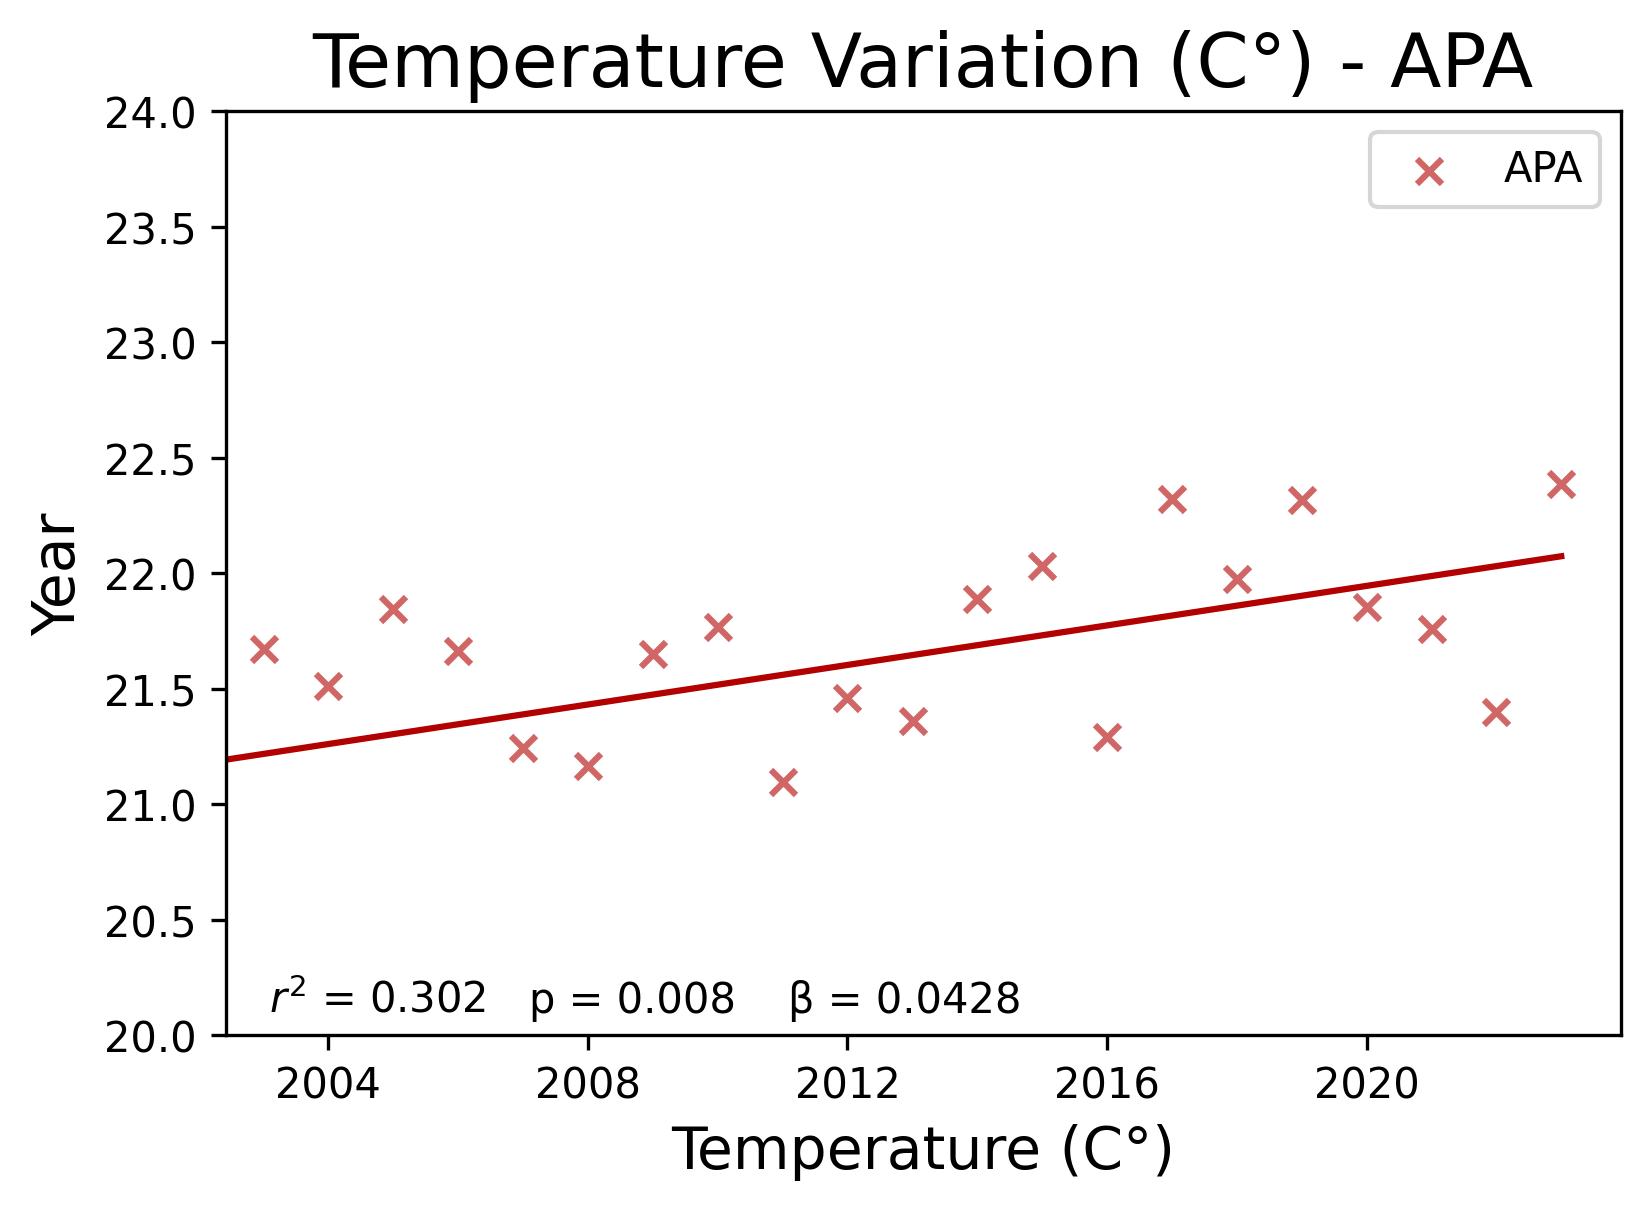 Temperature Variation (C°) - APA
24.0
APA
23.5
23.0
22.5
22.0
Year
21.5
21.0
20.5
r² = 0.302 p = 0.008 β = 0.0428
20.0
2004 2008 2012 2016 2020
Temperature (C°)